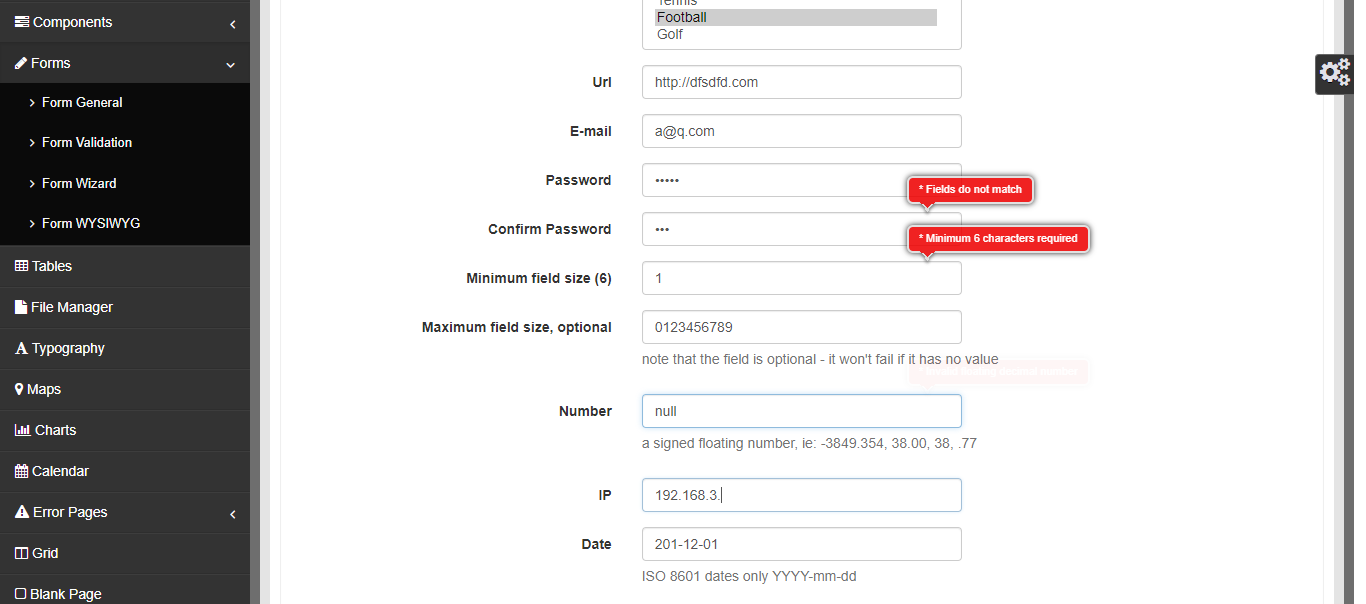 Components
Forms
Form General
Form Validation
Form Wizard
Form WYSIWYG
Tables
File Manager
Typography
Maps
Charts
Calendar
Error Pages
Grid
Blank Page
Tennis
Football
Golf
Url
http://dfsdfd.com
E-mail
a@q.com
Password
•••••
* Fields do not match
Confirm Password
•••
* Minimum 6 characters required
Minimum field size (6)
1
Maximum field size, optional
0123456789
note that the field is optional - it won't fail if it has no value
Number
null
a signed floating number, ie: -3849.354, 38.00, 38, .77
IP
192.168.3.
Date
201-12-01
ISO 8601 dates only YYYY-mm-dd